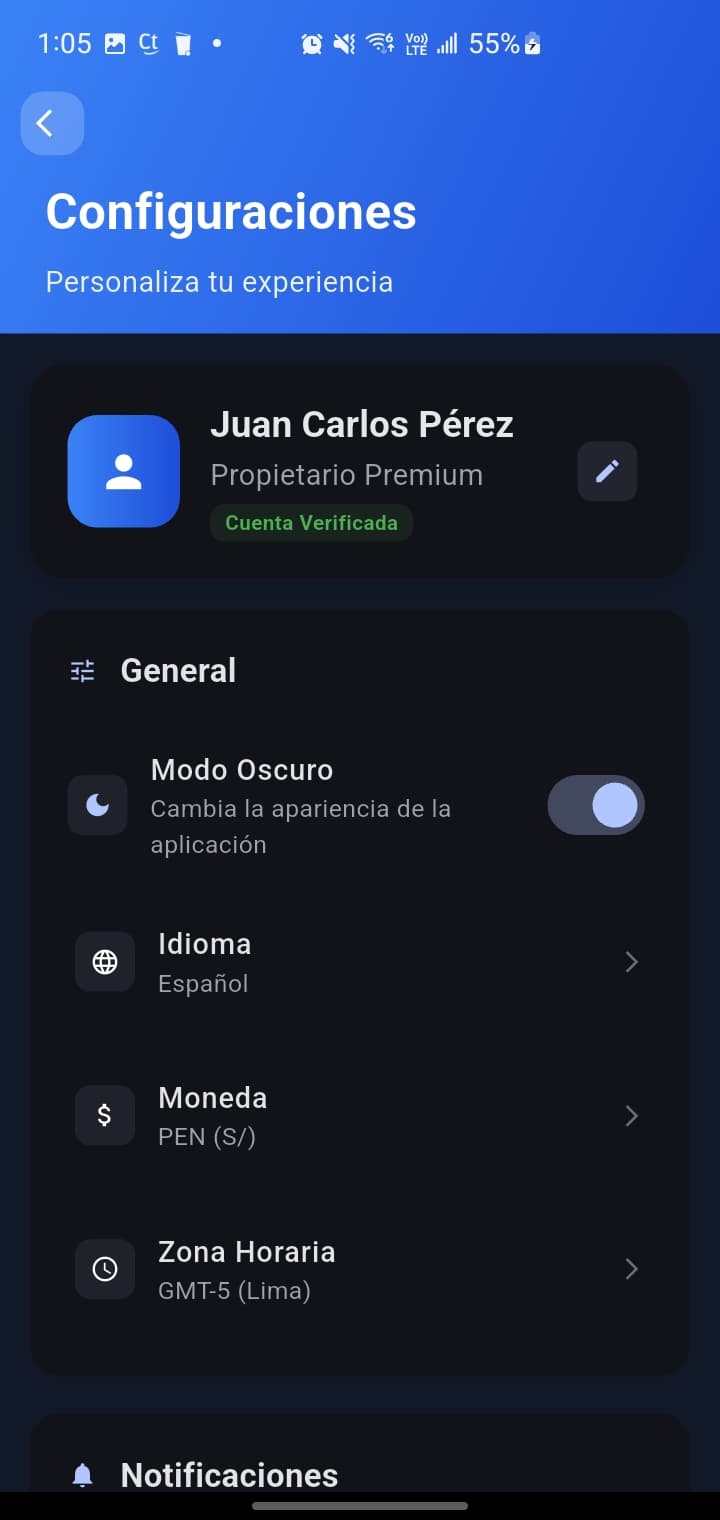 1:05 Ct Vo)) LTE 6 55%
Configuraciones
Personaliza tu experiencia
Juan Carlos Pérez
Propietario Premium
Cuenta Verificada
General
Modo Oscuro
Cambia la apariencia de la
aplicación
Idioma
Español
$
Moneda
PEN (S/)
Zona Horaria
GMT-5 (Lima)
Notificaciones